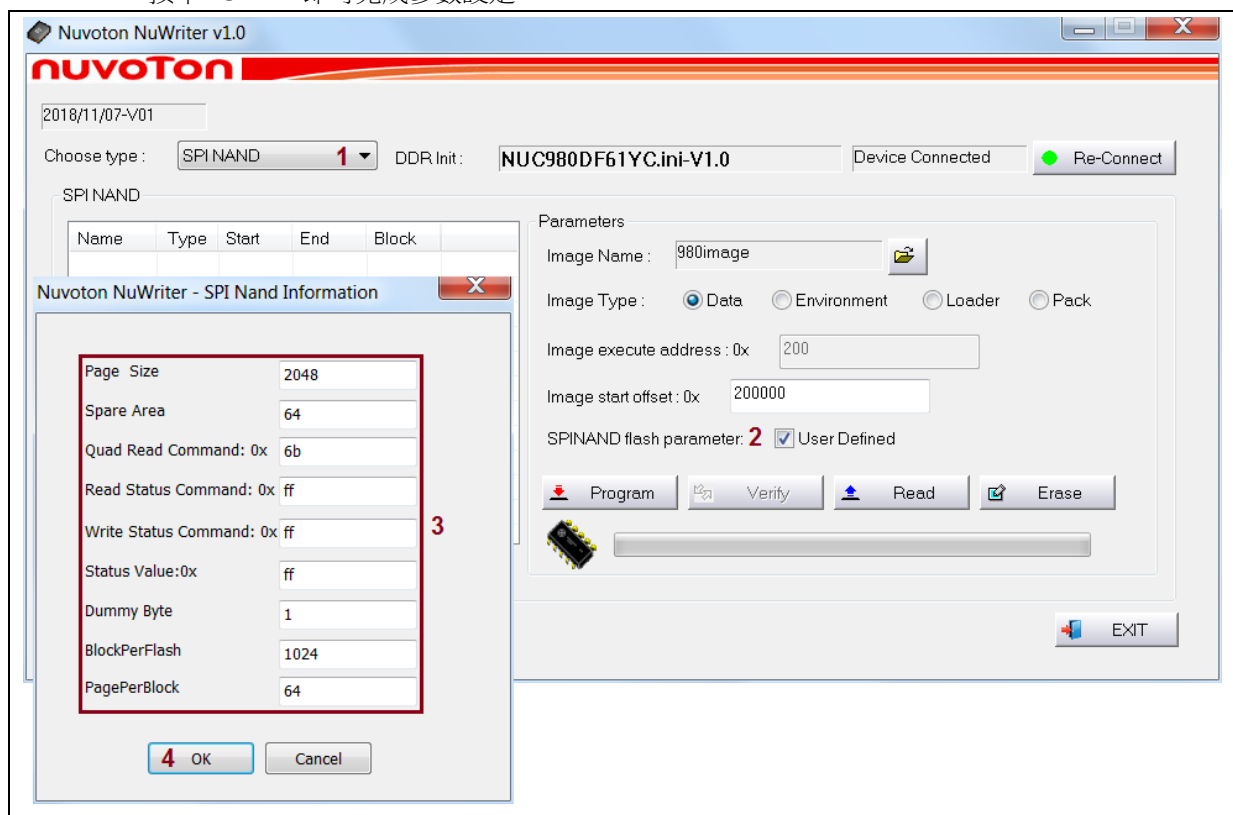 Nuvoton NuWriter v1.0
nuvoTon
2018/11/07-V01
Choose type : SPI NAND 1 DDR Init : NUC980DF61YC.ini-V1.0 Device Connected Re-Connect
SPI NAND
Name Type Start End Block
Parameters
Image Name : 980image
Image Type : Data Environment Loader Pack
Image execute address : 0x 200
Image start offset : 0x 200000
SPINAND flash parameter: 2 User Defined
Program Verify Read Erase
EXIT
Nuvoton NuWriter - SPI Nand Information
Page Size 2048
Spare Area 64
Quad Read Command: 0x 6b
Read Status Command: 0x ff
Write Status Command: 0x ff
3
Status Value:0x ff
Dummy Byte 1
BlockPerFlash 1024
PagePerBlock 64
4 OK Cancel